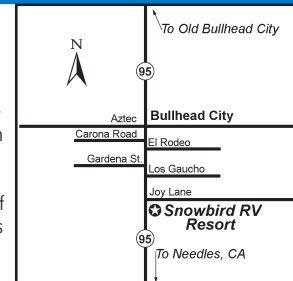 To Old Bullhead City
N
95
Aztec Bullhead City
Carona Road
El Rodeo
Gardena St.
Los Gaucho
Joy Lane
Snowbird RV
Resort
95
To Needles, CA